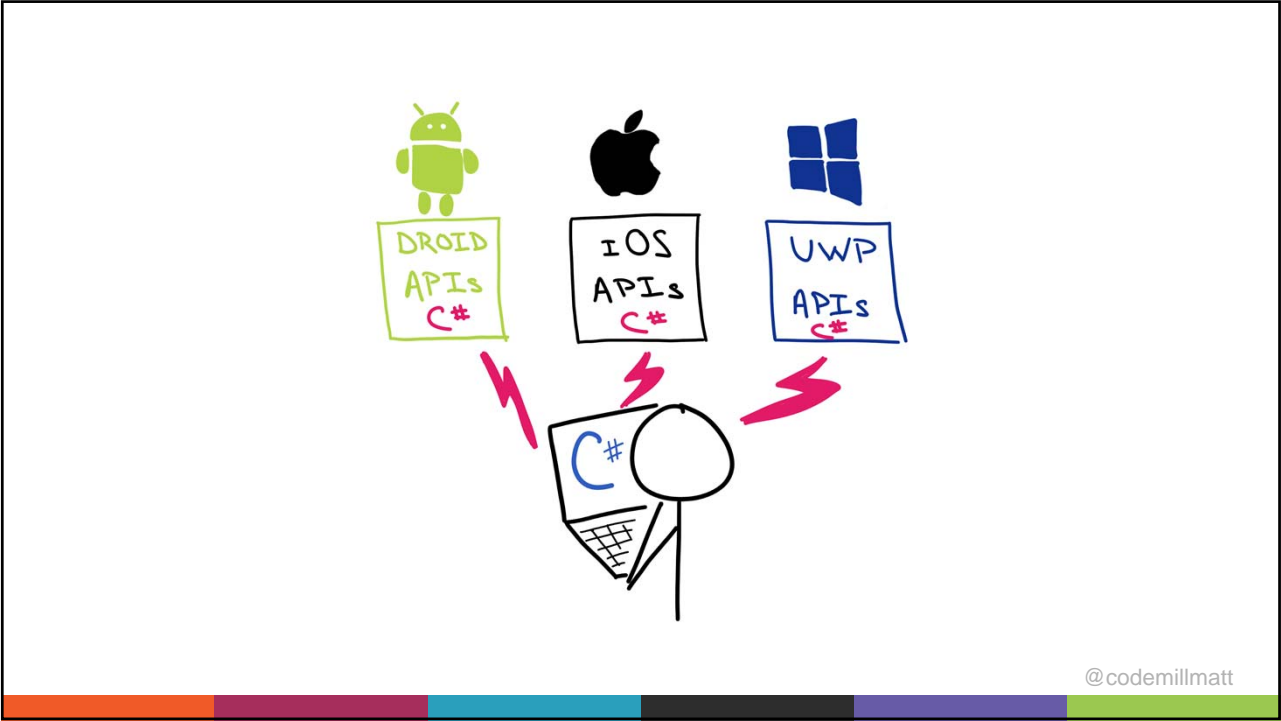 DROID
APIs
C#
iOS
APIs
C#
UWP
APIs
C#
C#
@codemillmatt